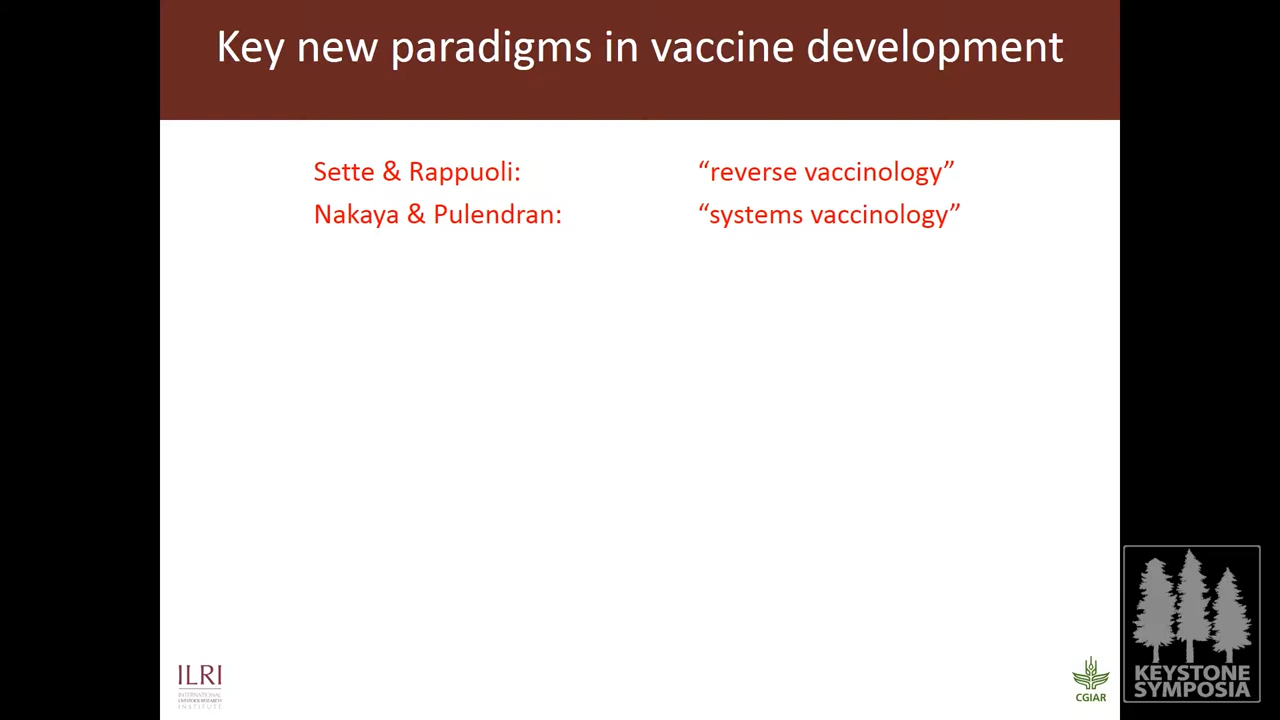 Key new paradigms in vaccine development
Sette & Rappuoli: “reverse vaccinology”
Nakaya & Pulendran: “systems vaccinology”
ILRI
INTERNATIONAL
LIVESTOCK RESEARCH
INSTITUTE
CGIAR
KEYSTONE
SYMPOSIA